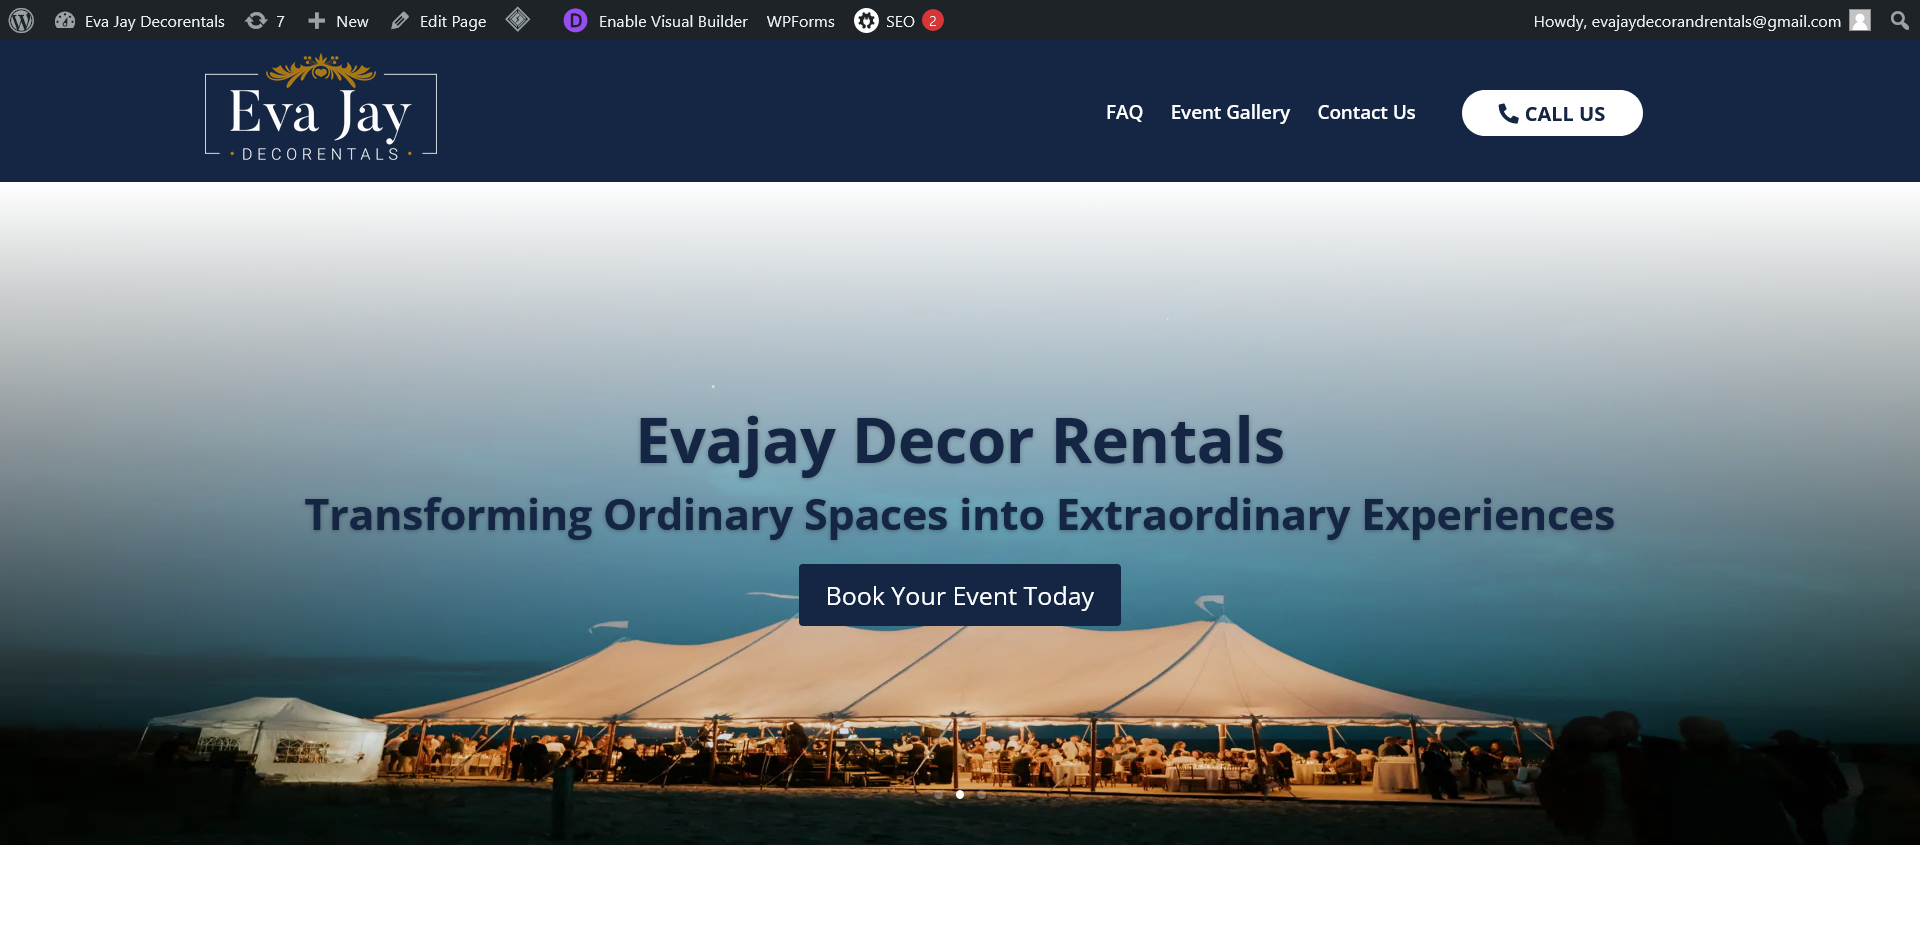 Eva Jay Decorentals 7 New Edit Page D Enable Visual Builder WPForms SEO 2 Howdy, evajaydecorandrentals@gmail.com
Eva Jay
• DECORENTALS •
FAQ Event Gallery Contact Us CALL US
Evajay Decor Rentals
Transforming Ordinary Spaces into Extraordinary Experiences
Book Your Event Today